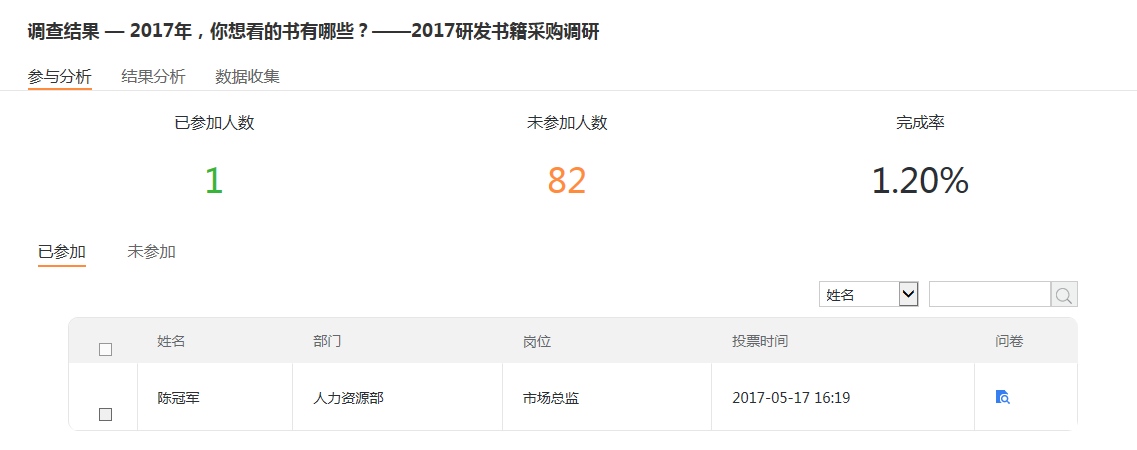 调查结果 — 2017年，你想看的书有哪些？——2017研发书籍采购调研
参与分析 结果分析 数据收集
已参加人数 未参加人数 完成率
1 82 1.20%
已参加 未参加
姓名
姓名 部门 岗位 投票时间 问卷
陈冠军 人力资源部 市场总监 2017-05-17 16:19